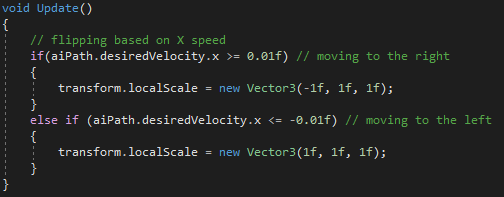 void Update()
{
    // flipping based on X speed
    if(aiPath.desiredVelocity.x >= 0.01f) // moving to the right
    {
        transform.localScale = new Vector3(-1f, 1f, 1f);
    }
    else if (aiPath.desiredVelocity.x <= -0.01f) // moving to the left
    {
        transform.localScale = new Vector3(1f, 1f, 1f);
    }
}